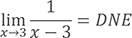 lim x→3 1/(x − 3) = DNE